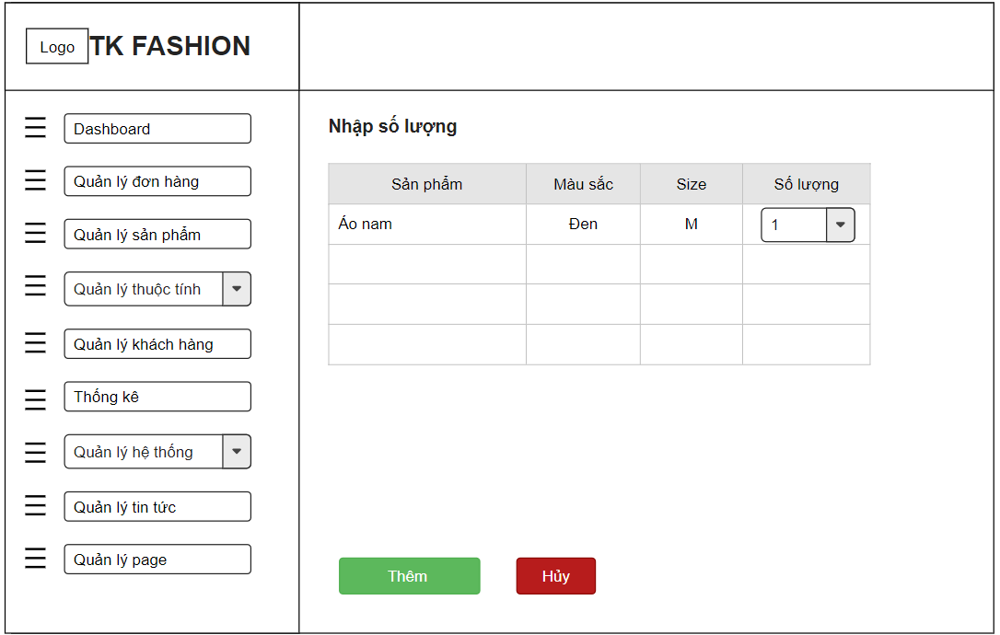 Logo TK FASHION
Dashboard
Quản lý đơn hàng
Quản lý sản phẩm
Quản lý thuộc tính
Quản lý khách hàng
Thống kê
Quản lý hệ thống
Quản lý tin tức
Quản lý page
Nhập số lượng
Sản phẩm Màu sắc Size Số lượng
Áo nam Đen M 1
Thêm Hủy